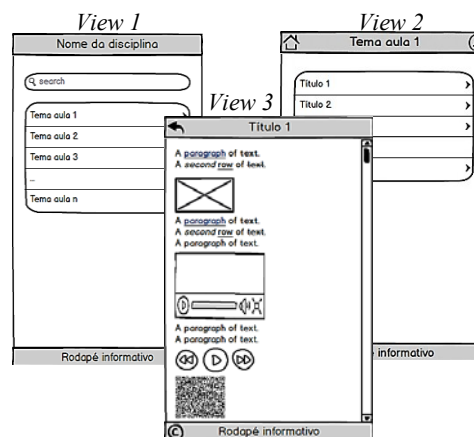 View 1
Nome da disciplina
search
Tema aula 1
Tema aula 2
Tema aula 3
...
Tema aula n
Rodapé informativo
View 2
Tema aula 1
Título 1
Título 2
informativo
View 3
Título 1
A paragraph of text.
A second row of text.
A paragraph of text.
A second row of text.
A paragraph of text.
A paragraph of text.
A paragraph of text.
© Rodapé informativo